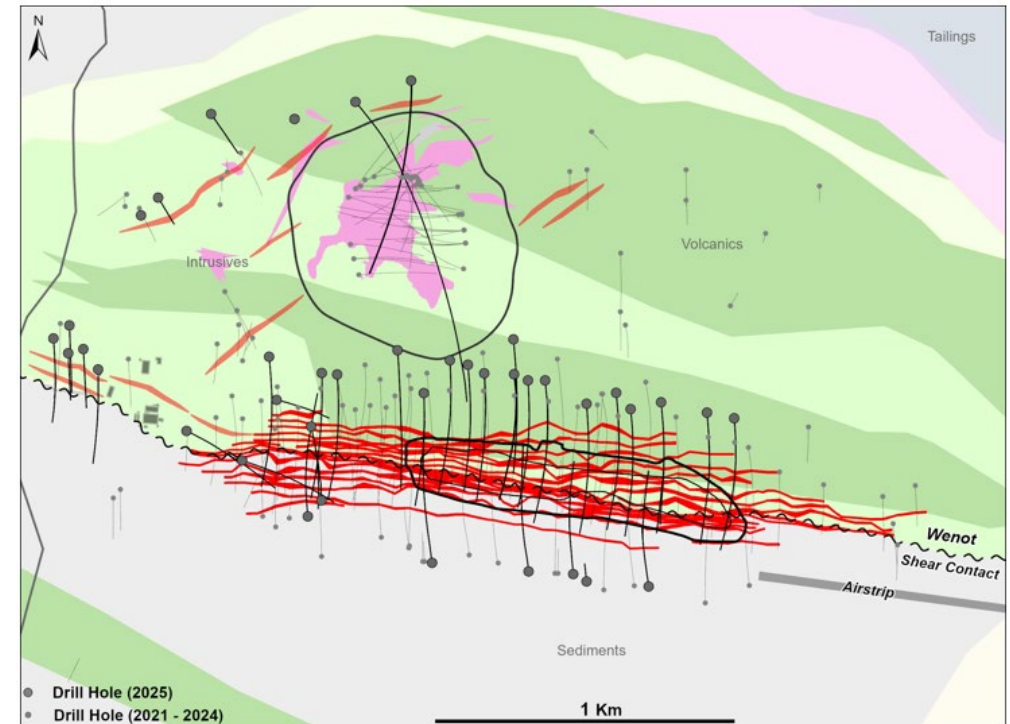 N
Tailings
Volcanics
Intrusives
Wenot
Shear Contact
Airstrip
Sediments
Drill Hole (2025)
Drill Hole (2021 - 2024)
1 Km